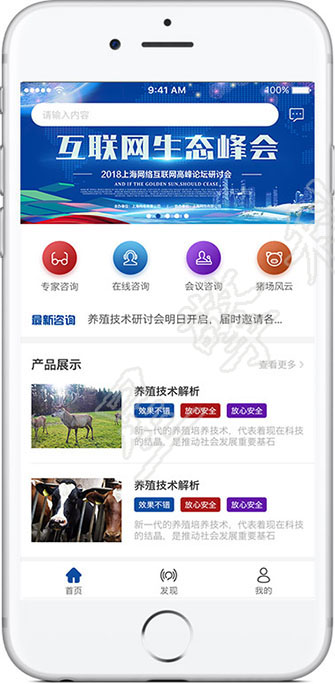 9:41 AM
100%
请输入内容
互联网生态峰会
2018上海网络互联网高峰论坛研讨会
AND IF THE GOLDEN SUN,SHOULD CEASE
专家咨询
在线咨询
会议咨询
猪场风云
最新咨询
养殖技术研讨会明日开启，届时邀请各...
产品展示
查看更多 >
养殖技术解析
效果不错
放心安全
放心安全
新一代的养殖培养技术，代表着现在科技
的结晶，是推动社会发展重要基石
养殖技术解析
效果不错
放心安全
放心安全
新一代的养殖培养技术，代表着现在科技
的结晶，是推动社会发展重要基石
首页
发现
我的